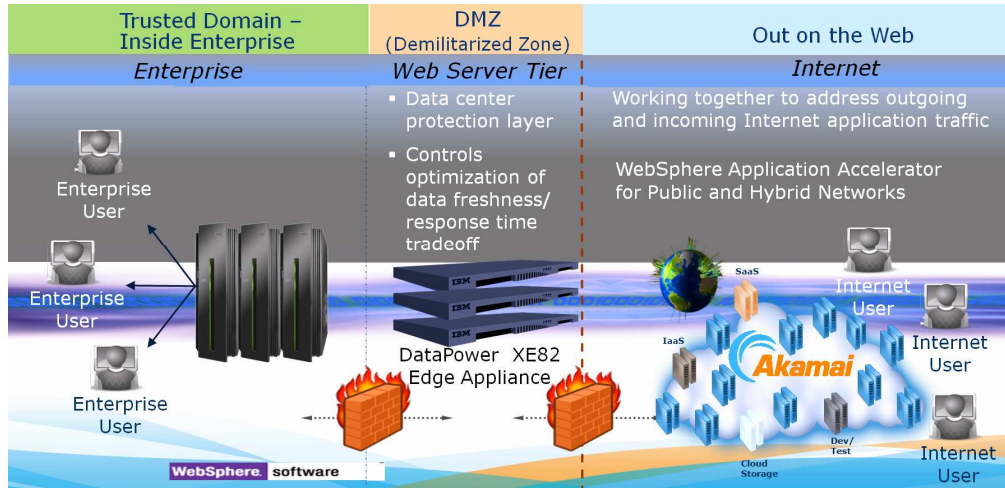 Trusted Domain –
Inside Enterprise
DMZ
(Demilitarized Zone)
Out on the Web
Enterprise
Web Server Tier
Internet
▪ Data center
protection layer
▪ Controls
optimization of
data freshness/
response time
tradeoff
Working together to address outgoing
and incoming Internet application traffic
WebSphere Application Accelerator
for Public and Hybrid Networks
Enterprise
User
Enterprise
User
Enterprise
User
IBM
IBM
IBM
DataPower XE82
Edge Appliance
SaaS
IaaS
Akamai
Cloud
Storage
Dev/
Test
Internet
User
Internet
User
Internet
User
WebSphere. software